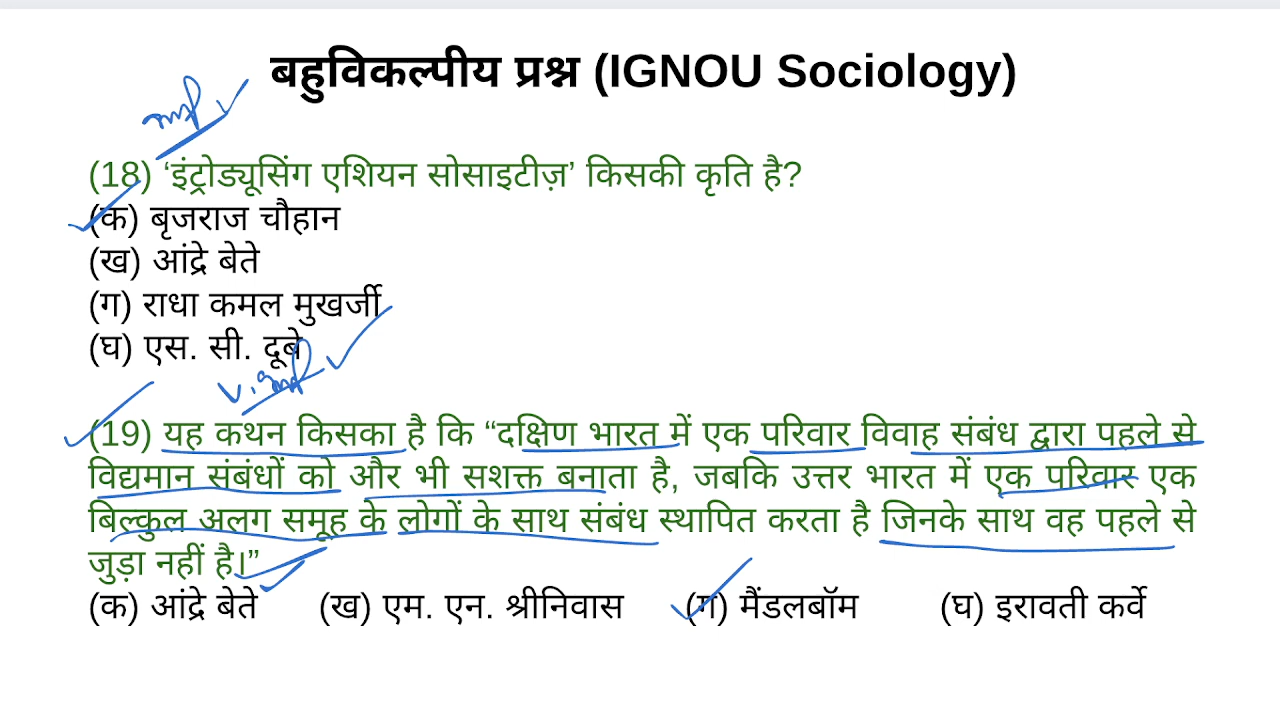 बहुविकल्पीय प्रश्न (IGNOU Sociology)
imp
(18) ‘इंट्रोड्यूसिंग एशियन सोसाइटीज़’ किसकी कृति है?
(क) बृजराज चौहान
(ख) आंद्रे बेते
(ग) राधा कमल मुखर्जी
(घ) एस. सी. दूबे
v. imp
(19) यह कथन किसका है कि “दक्षिण भारत में एक परिवार विवाह संबंध द्वारा पहले से
विद्यमान संबंधों को और भी सशक्त बनाता है, जबकि उत्तर भारत में एक परिवार एक
बिल्कुल अलग समूह के लोगों के साथ संबंध स्थापित करता है जिनके साथ वह पहले से
जुड़ा नहीं है।”
(क) आंद्रे बेते (ख) एम. एन. श्रीनिवास (ग) मैंडलबॉम (घ) इरावती कर्वे